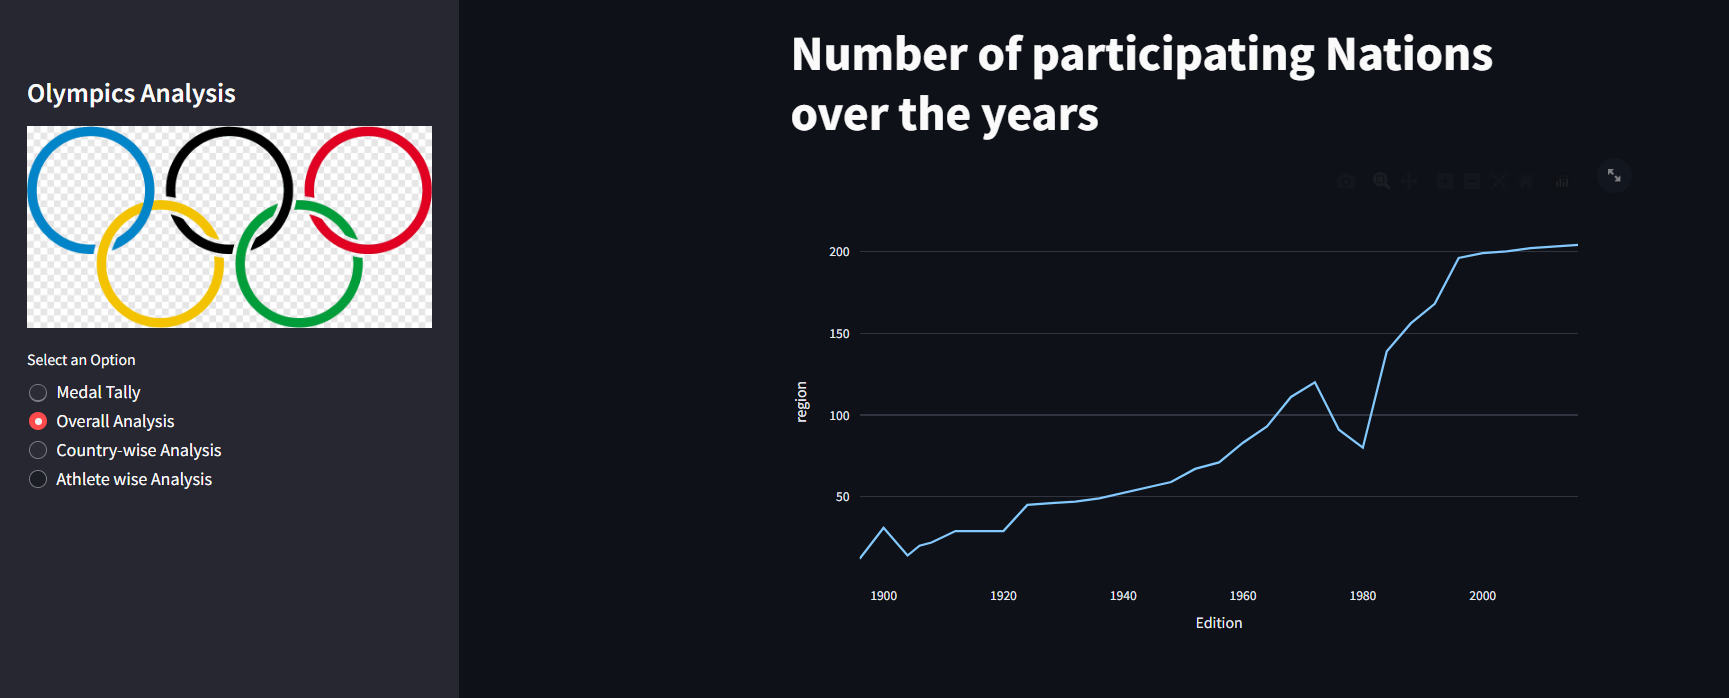 Olympics Analysis
Select an Option
Medal Tally
Overall Analysis
Country-wise Analysis
Athlete wise Analysis
Number of participating Nations
over the years
200
150
100
50
region
1900 1920 1940 1960 1980 2000
Edition